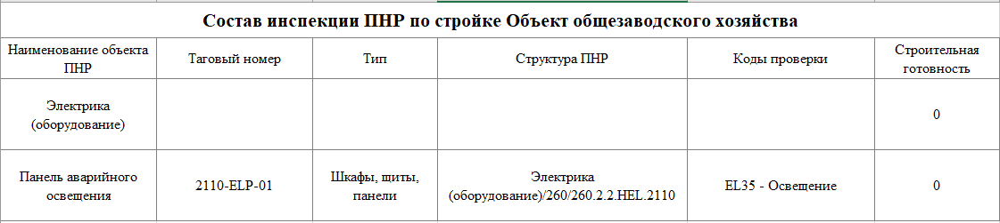 Состав инспекции ПНР по стройке Объект общезаводского хозяйства
Наименование объекта
ПНР
Таговый номер
Тип
Структура ПНР
Коды проверки
Строительная
готовность
Электрика
(оборудование)
0
Панель аварийного
освещения
2110-ELP-01
Шкафы, щиты,
панели
Электрика
(оборудование)/260/260.2.2.HEL.2110
EL35 - Освещение
0